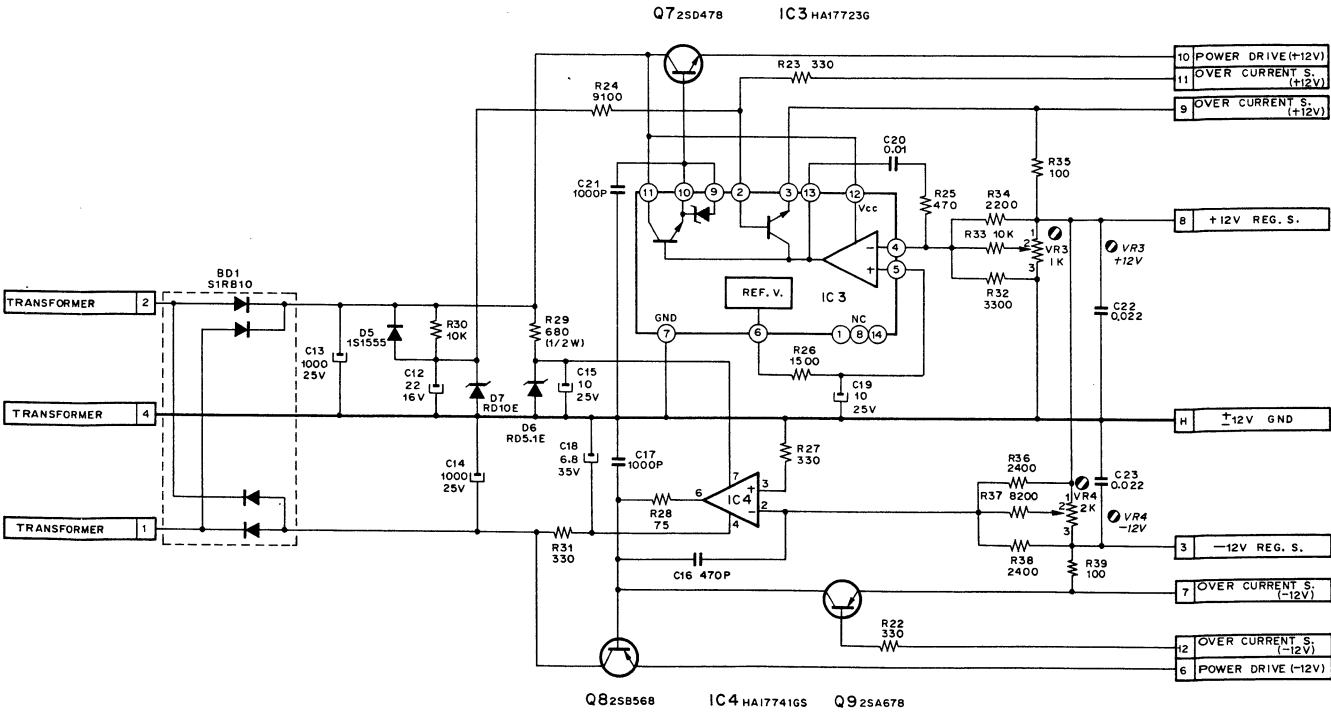 Q7 2SD478 IC3 HA17723G
10 POWER DRIVE (+12V)
11 OVER CURRENT S. (+12V)
9 OVER CURRENT S. (+12V)
R23 330
R24
9100
C20
0.01
R35
100
C21
1000P
11 10 9 2 3 13 12
Vcc
R25
470
R34
2200
8 +12V REG. S.
R33 10K
1
2
3
VR3
1K
VR3
+12V
− 4
+ 5
R32
3300
IC 3
REF. V.
BD1
S1RB10
TRANSFORMER 2
GND
7
6
NC
1 8 14
C22
0.022
D5
1S1555
R30
10K
R29
680
(1/2W)
C13
1000
25V
C12
22
16V
D7
RD10E
C15
10
25V
R26
1500
C19
10
25V
TRANSFORMER 4
H ±12V GND
D6
RD5.1E
C18
6.8
35V
C17
1000P
R27
330
C14
1000
25V
R36
2400
C23
0.022
7
6
+ 3
− 2
4
IC4
R37 8200
1
2
3
VR4
2K
VR4
−12V
R28
75
TRANSFORMER 1
R31
330
R38
2400
R39
100
3 −12V REG. S.
C16 470P
7 OVER CURRENT S. (−12V)
R22
330
12 OVER CURRENT S. (−12V)
6 POWER DRIVE (−12V)
Q8 2SB568 IC4 HA17741GS Q9 2SA678